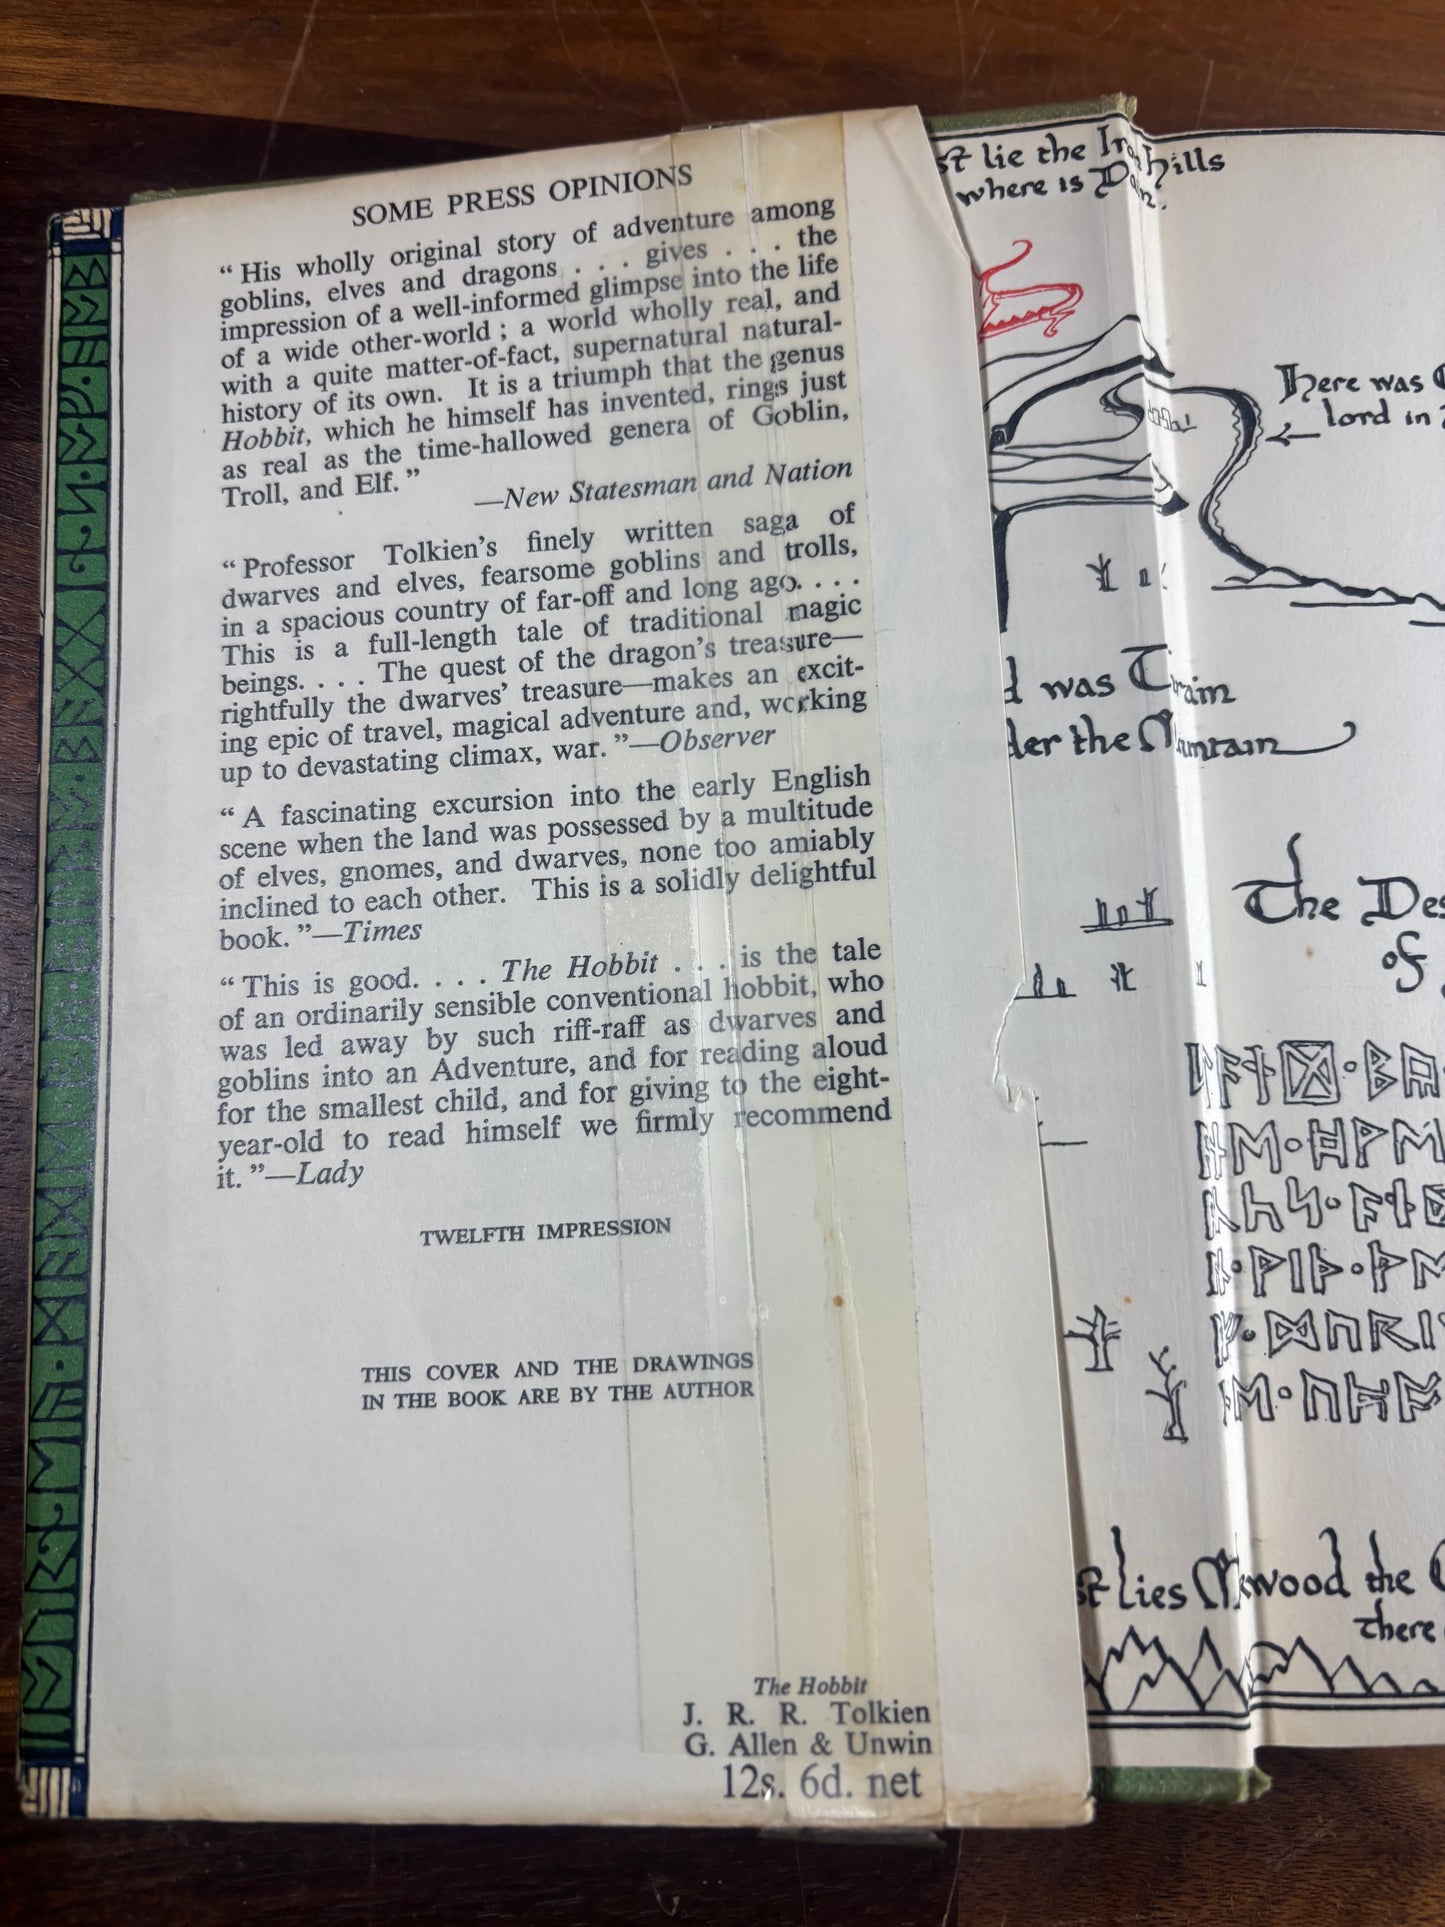 SOME PRESS OPINIONS
“ His wholly original story of adventure among
goblins, elves and dragons . . . gives . . . the
impression of a well-informed glimpse into the life
of a wide other-world ; a world wholly real, and
with a quite matter-of-fact, supernatural natural-
history of its own. It is a triumph that the genus
Hobbit, which he himself has invented, rings just
as real as the time-hallowed genera of Goblin,
Troll, and Elf. ”
—New Statesman and Nation
“ Professor Tolkien’s finely written saga of
dwarves and elves, fearsome goblins and trolls,
in a spacious country of far-off and long ago. . . .
This is a full-length tale of traditional magic
beings. . . . The quest of the dragon’s treasure—
rightfully the dwarves’ treasure—makes an excit-
ing epic of travel, magical adventure and, working
up to devastating climax, war. ”—Observer
“ A fascinating excursion into the early English
scene when the land was possessed by a multitude
of elves, gnomes, and dwarves, none too amiably
inclined to each other. This is a solidly delightful
book. ”—Times
“ This is good. . . . The Hobbit . . . is the tale
of an ordinarily sensible conventional hobbit, who
was led away by such riff-raff as dwarves and
goblins into an Adventure, and for reading aloud
for the smallest child, and for giving to the eight-
year-old to read himself we firmly recommend
it. ”—Lady
TWELFTH IMPRESSION
THIS COVER AND THE DRAWINGS
IN THE BOOK ARE BY THE AUTHOR
The Hobbit
J. R. R. Tolkien
G. Allen & Unwin
12s. 6d. net
st lie the Iron hills
where is Dain.
Here was
lord in
was Thrain
der the Mountain
The Des
of
st lies Mirkwood the
there